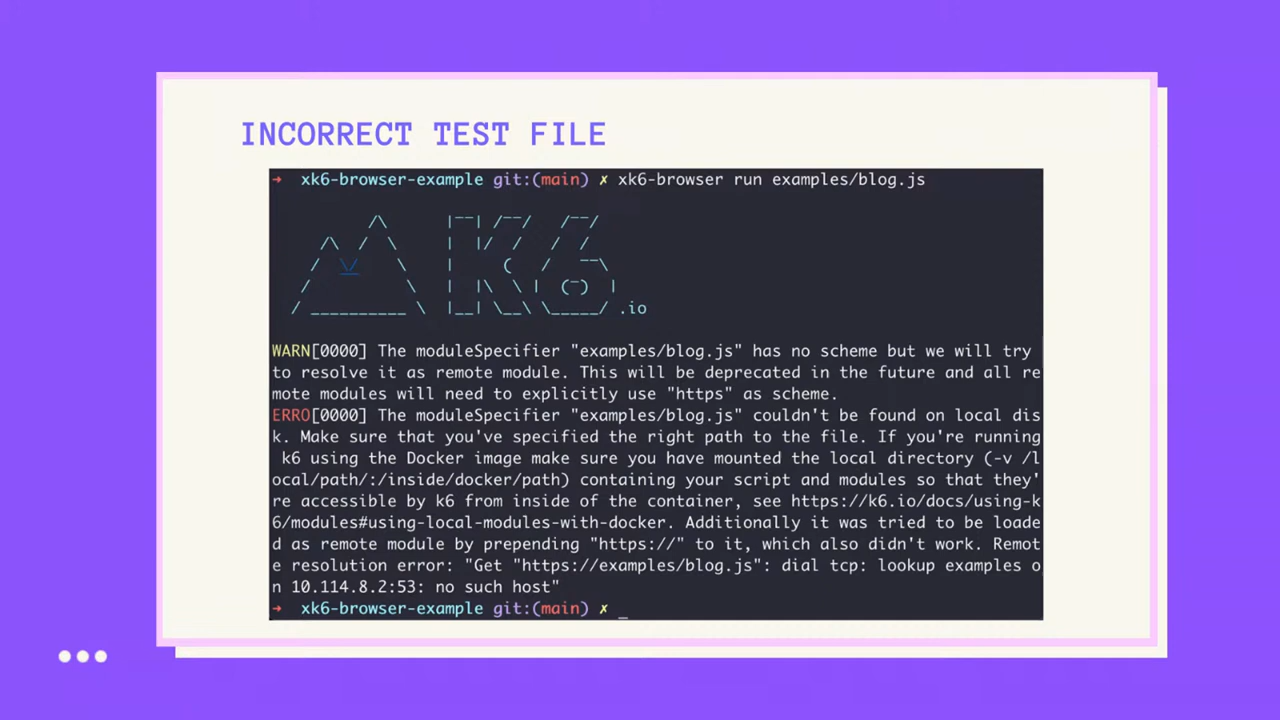 INCORRECT TEST FILE
→ xk6-browser-example git:(main) ✗ xk6-browser run examples/blog.js
          /\      |‾‾| /‾‾/   /‾‾/
     /\  /  \     |  |/  /   /  /
    /  \/    \    |     (   /   ‾‾\
   /          \   |  |\  \ |  (‾)  |
  / __________ \  |__| \__\ \_____/ .io
WARN[0000] The moduleSpecifier "examples/blog.js" has no scheme but we will try
to resolve it as remote module. This will be deprecated in the future and all re
mote modules will need to explicitly use "https" as scheme.
ERRO[0000] The moduleSpecifier "examples/blog.js" couldn't be found on local dis
k. Make sure that you've specified the right path to the file. If you're running
 k6 using the Docker image make sure you have mounted the local directory (-v /l
ocal/path/:/inside/docker/path) containing your script and modules so that they'
re accessible by k6 from inside of the container, see https://k6.io/docs/using-k
6/modules#using-local-modules-with-docker. Additionally it was tried to be loade
d as remote module by prepending "https://" to it, which also didn't work. Remot
e resolution error: "Get "https://examples/blog.js": dial tcp: lookup examples o
n 10.114.8.2:53: no such host"
→ xk6-browser-example git:(main) ✗ _